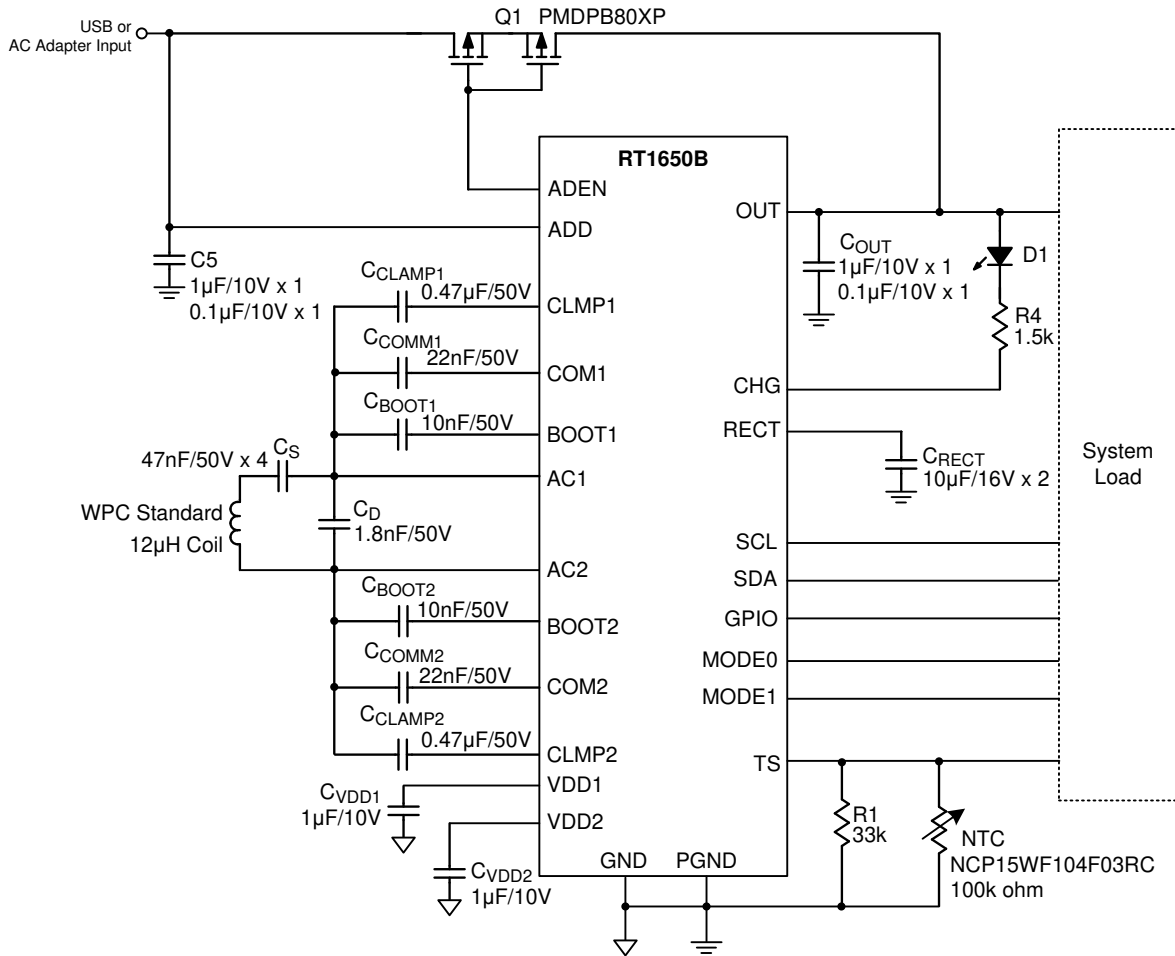 Q1 PMDPB80XP
USB or
AC Adapter Input
RT1650B
ADEN
ADD
OUT
C5
1µF/10V x 1
0.1µF/10V x 1
COUT
1µF/10V x 1
0.1µF/10V x 1
D1
R4
1.5k
CCLAMP1
0.47µF/50V
CLMP1
CCOMM1
22nF/50V
COM1
CHG
CBOOT1
10nF/50V
BOOT1
RECT
CRECT
10µF/16V x 2
System
Load
47nF/50V x 4
CS
AC1
WPC Standard
12µH Coil
CD
1.8nF/50V
SCL
AC2
SDA
CBOOT2
10nF/50V
BOOT2
GPIO
CCOMM2
22nF/50V
COM2
MODE0
MODE1
CCLAMP2
0.47µF/50V
CLMP2
TS
CVDD1
1µF/10V
VDD1
VDD2
R1
33k
NTC
NCP15WF104F03RC
100k ohm
CVDD2
1µF/10V
GND
PGND